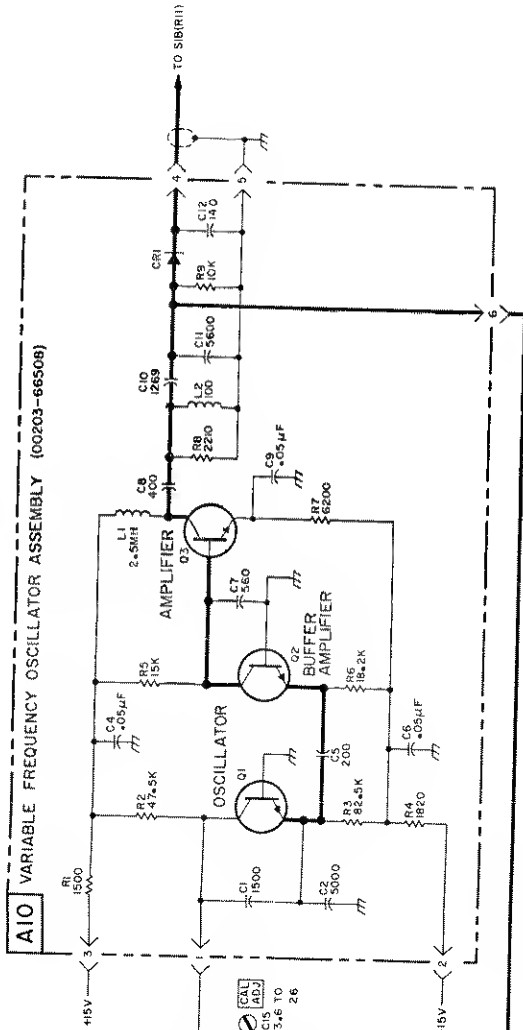 A10 VARIABLE FREQUENCY OSCILLATOR ASSEMBLY (00203-66508)
+15V
3
R1
1500
C4
.05µF
R2
47.5K
R5
15K
L1
2.5MH
AMPLIFIER
Q3
C8
400
C10
1269
CR1
4
TO S1B(R11)
R8
2210
L2
100
C11
5600
R9
10K
C12
140
5
OSCILLATOR
Q1
C7
560
C9
.05µF
Q2
BUFFER
AMPLIFIER
1
C1
1500
C5
200
R7
6200
C2
5000
R3
82.5K
R6
18.2K
R4
1820
C6
.05µF
CAL
ADJ
C15
3.6 TO
26
15V
2
6